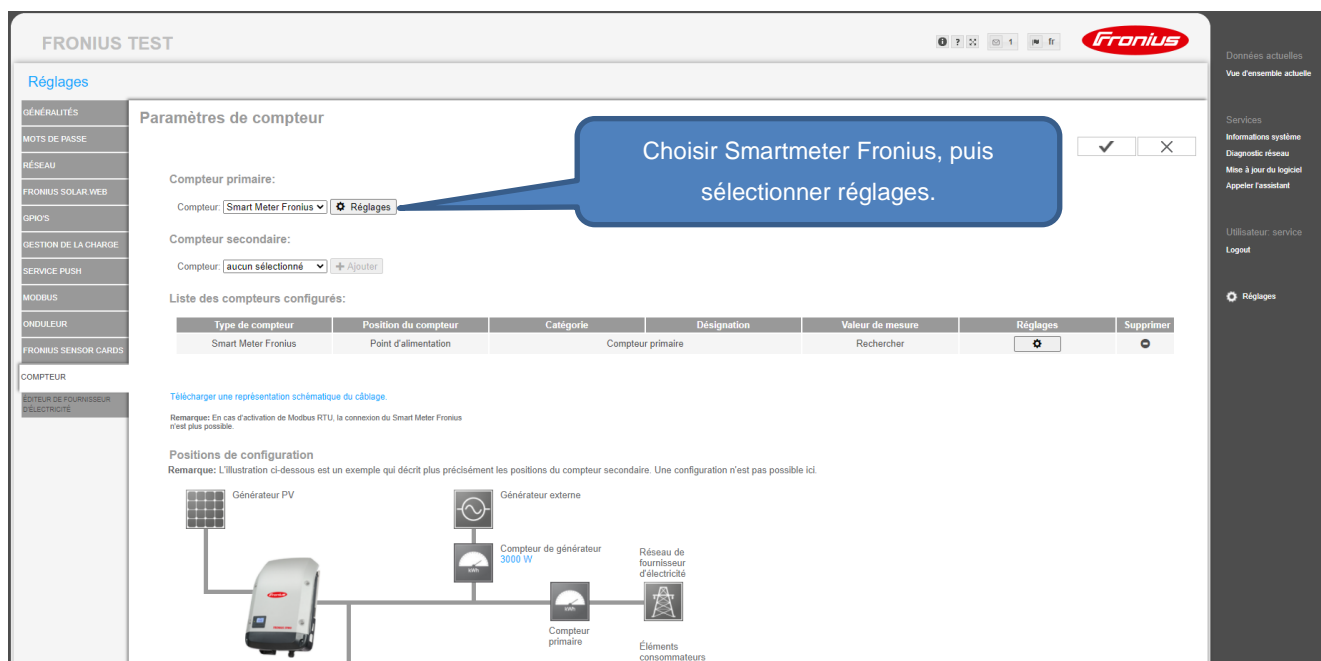 FRONIUS TEST
1
fr
Fronius
Réglages
GÉNÉRALITÉS
MOTS DE PASSE
RÉSEAU
FRONIUS SOLAR.WEB
GPIO'S
GESTION DE LA CHARGE
SERVICE PUSH
MODBUS
ONDULEUR
FRONIUS SENSOR CARDS
COMPTEUR
ÉDITEUR DE FOURNISSEUR
D'ÉLECTRICITÉ
Paramètres de compteur
Choisir Smartmeter Fronius, puis
sélectionner réglages.
Compteur primaire:
Compteur: Smart Meter Fronius Réglages
Compteur secondaire:
Compteur: aucun sélectionné + Ajouter
Liste des compteurs configurés:
Type de compteur Position du compteur Catégorie Désignation Valeur de mesure Réglages Supprimer
Smart Meter Fronius Point d'alimentation Compteur primaire Rechercher
Télécharger une représentation schématique du câblage.
Remarque: En cas d'activation de Modbus RTU, la connexion du Smart Meter Fronius
n'est plus possible.
Positions de configuration
Remarque: L'illustration ci-dessous est un exemple qui décrit plus précisément les positions du compteur secondaire. Une configuration n'est pas possible ici.
Générateur PV
Générateur externe
kWh
Compteur de générateur
3000 W
Réseau de
fournisseur
d'électricité
kWh
Compteur
primaire
Éléments
consommateurs
Fronius
Données actuelles
Vue d'ensemble actuelle
Services
Informations système
Diagnostic réseau
Mise à jour du logiciel
Appeler l'assistant
Utilisateur: service
Logout
Réglages